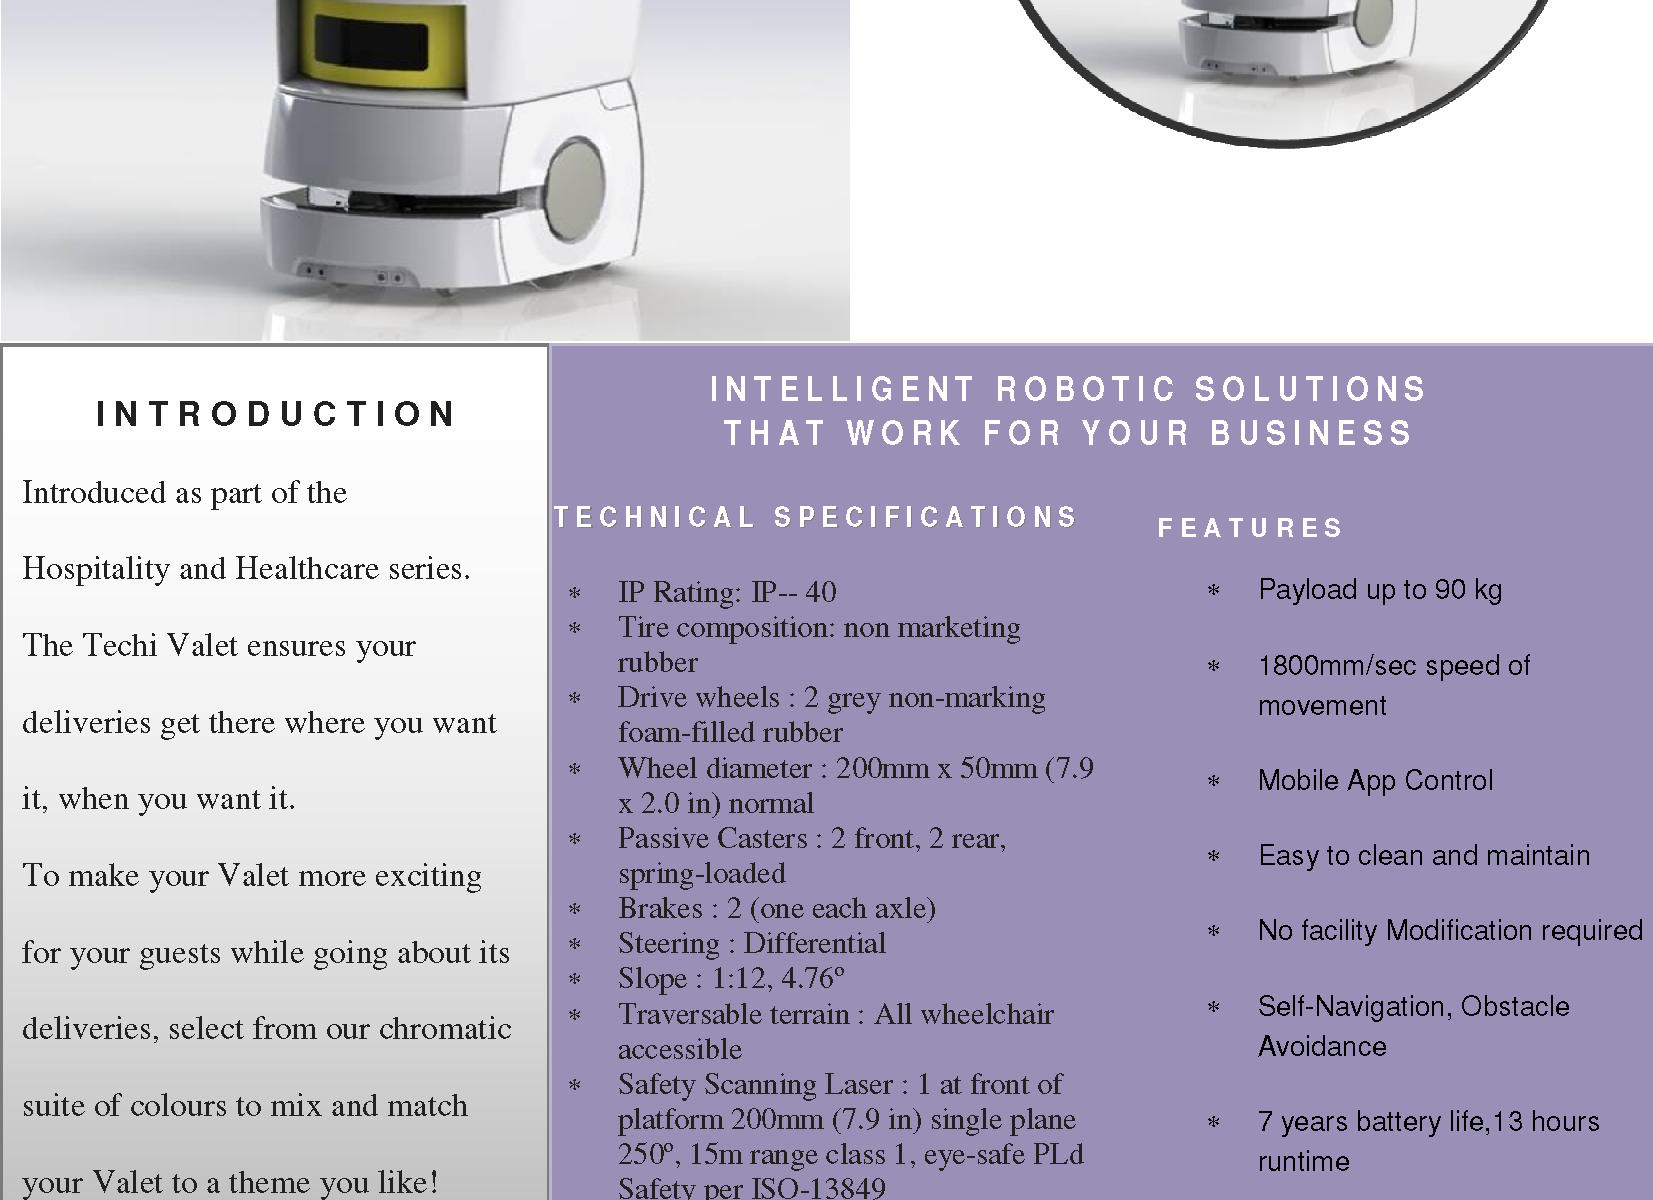 INTRODUCTION
Introduced as part of the
Hospitality and Healthcare series.
The Techi Valet ensures your
deliveries get there where you want
it, when you want it.
To make your Valet more exciting
for your guests while going about its
deliveries, select from our chromatic
suite of colours to mix and match
your Valet to a theme you like!
INTELLIGENT ROBOTIC SOLUTIONS
THAT WORK FOR YOUR BUSINESS
TECHNICAL SPECIFICATIONS
* IP Rating: IP-- 40
* Tire composition: non marketing
rubber
* Drive wheels : 2 grey non-marking
foam-filled rubber
* Wheel diameter : 200mm x 50mm (7.9
x 2.0 in) normal
* Passive Casters : 2 front, 2 rear,
spring-loaded
* Brakes : 2 (one each axle)
* Steering : Differential
* Slope : 1:12, 4.76º
* Traversable terrain : All wheelchair
accessible
* Safety Scanning Laser : 1 at front of
platform 200mm (7.9 in) single plane
250º, 15m range class 1, eye-safe PLd
Safety per ISO-13849
FEATURES
* Payload up to 90 kg
* 1800mm/sec speed of
movement
* Mobile App Control
* Easy to clean and maintain
* No facility Modification required
* Self-Navigation, Obstacle
Avoidance
* 7 years battery life,13 hours
runtime